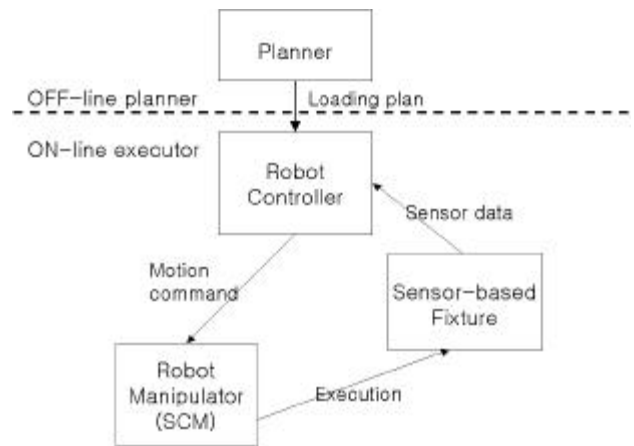 Planner
OFF-line planner
Loading plan
ON-line executor
Robot
Controller
Sensor data
Motion
command
Sensor-based
Fixture
Robot
Manipulator
(SCM)
Execution